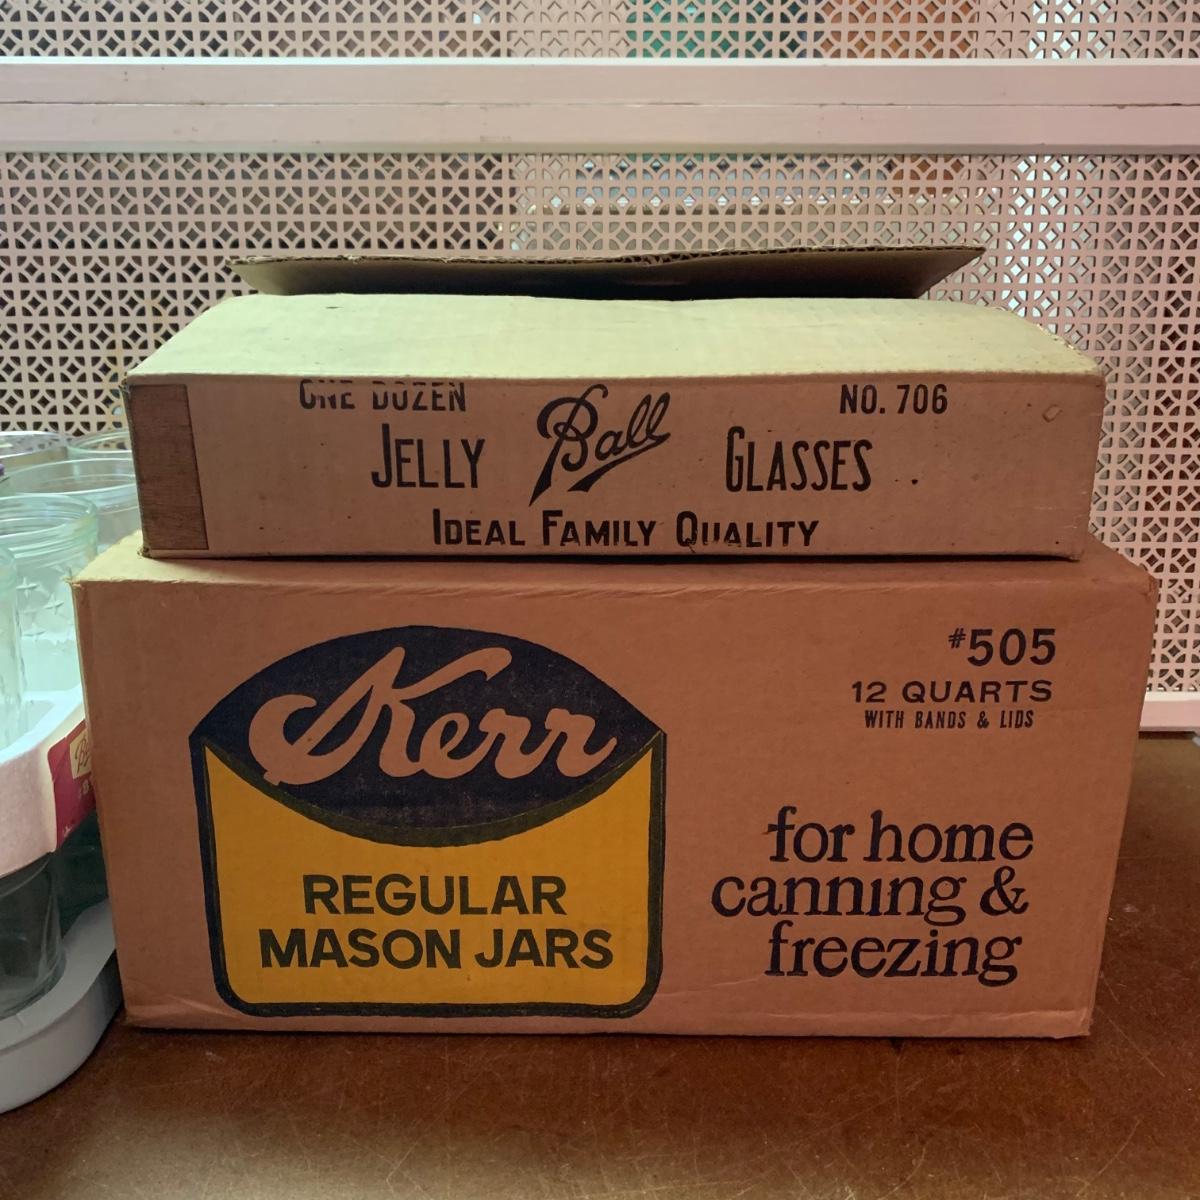 ONE DOZEN
NO. 706
JELLY Ball GLASSES
IDEAL FAMILY QUALITY
Kerr
REGULAR
MASON JARS
#505
12 QUARTS
WITH BANDS & LIDS
for home
canning &
freezing